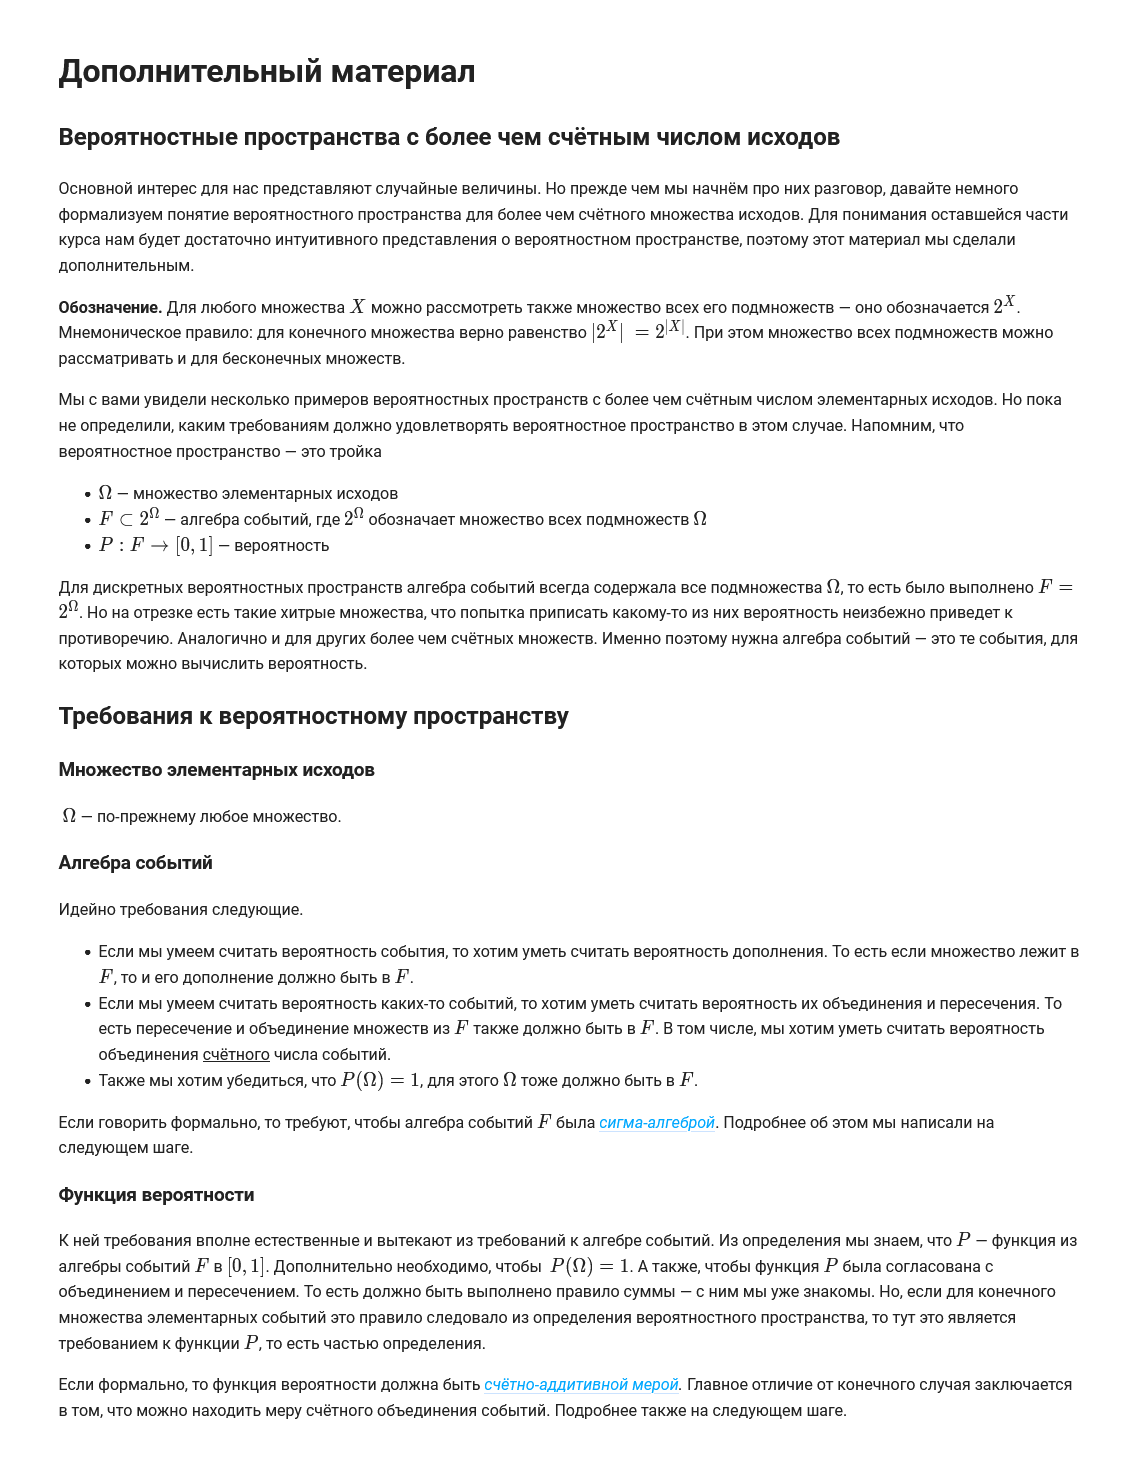 Дополнительный материал
Вероятностные пространства с более чем счётным числом исходов
Основной интерес для нас представляют случайные величины. Но прежде чем мы начнём про них разговор, давайте немного
формализуем понятие вероятностного пространства для более чем счётного множества исходов. Для понимания оставшейся части
курса нам будет достаточно интуитивного представления о вероятностном пространстве, поэтому этот материал мы сделали
дополнительным.
Обозначение. Для любого множества X можно рассмотреть также множество всех его подмножеств — оно обозначается 2^X.
Мнемоническое правило: для конечного множества верно равенство |2^X| = 2^|X|. При этом множество всех подмножеств можно
рассматривать и для бесконечных множеств.
Мы с вами увидели несколько примеров вероятностных пространств с более чем счётным числом элементарных исходов. Но пока
не определили, каким требованиям должно удовлетворять вероятностное пространство в этом случае. Напомним, что
вероятностное пространство — это тройка
• Ω — множество элементарных исходов
• F ⊂ 2^Ω — алгебра событий, где 2^Ω обозначает множество всех подмножеств Ω
• P : F → [0, 1] — вероятность
Для дискретных вероятностных пространств алгебра событий всегда содержала все подмножества Ω, то есть было выполнено F =
2^Ω. Но на отрезке есть такие хитрые множества, что попытка приписать какому-то из них вероятность неизбежно приведет к
противоречию. Аналогично и для других более чем счётных множеств. Именно поэтому нужна алгебра событий — это те события, для
которых можно вычислить вероятность.
Требования к вероятностному пространству
Множество элементарных исходов
Ω — по-прежнему любое множество.
Алгебра событий
Идейно требования следующие.
• Если мы умеем считать вероятность события, то хотим уметь считать вероятность дополнения. То есть если множество лежит в
F, то и его дополнение должно быть в F.
• Если мы умеем считать вероятность каких-то событий, то хотим уметь считать вероятность их объединения и пересечения. То
есть пересечение и объединение множеств из F также должно быть в F. В том числе, мы хотим уметь считать вероятность
объединения счётного числа событий.
• Также мы хотим убедиться, что P(Ω) = 1, для этого Ω тоже должно быть в F.
Если говорить формально, то требуют, чтобы алгебра событий F была сигма-алгеброй. Подробнее об этом мы написали на
следующем шаге.
Функция вероятности
К ней требования вполне естественные и вытекают из требований к алгебре событий. Из определения мы знаем, что P — функция из
алгебры событий F в [0, 1]. Дополнительно необходимо, чтобы P(Ω) = 1. А также, чтобы функция P была согласована с
объединением и пересечением. То есть должно быть выполнено правило суммы — с ним мы уже знакомы. Но, если для конечного
множества элементарных событий это правило следовало из определения вероятностного пространства, то тут это является
требованием к функции P, то есть частью определения.
Если формально, то функция вероятности должна быть счётно-аддитивной мерой. Главное отличие от конечного случая заключается
в том, что можно находить меру счётного объединения событий. Подробнее также на следующем шаге.